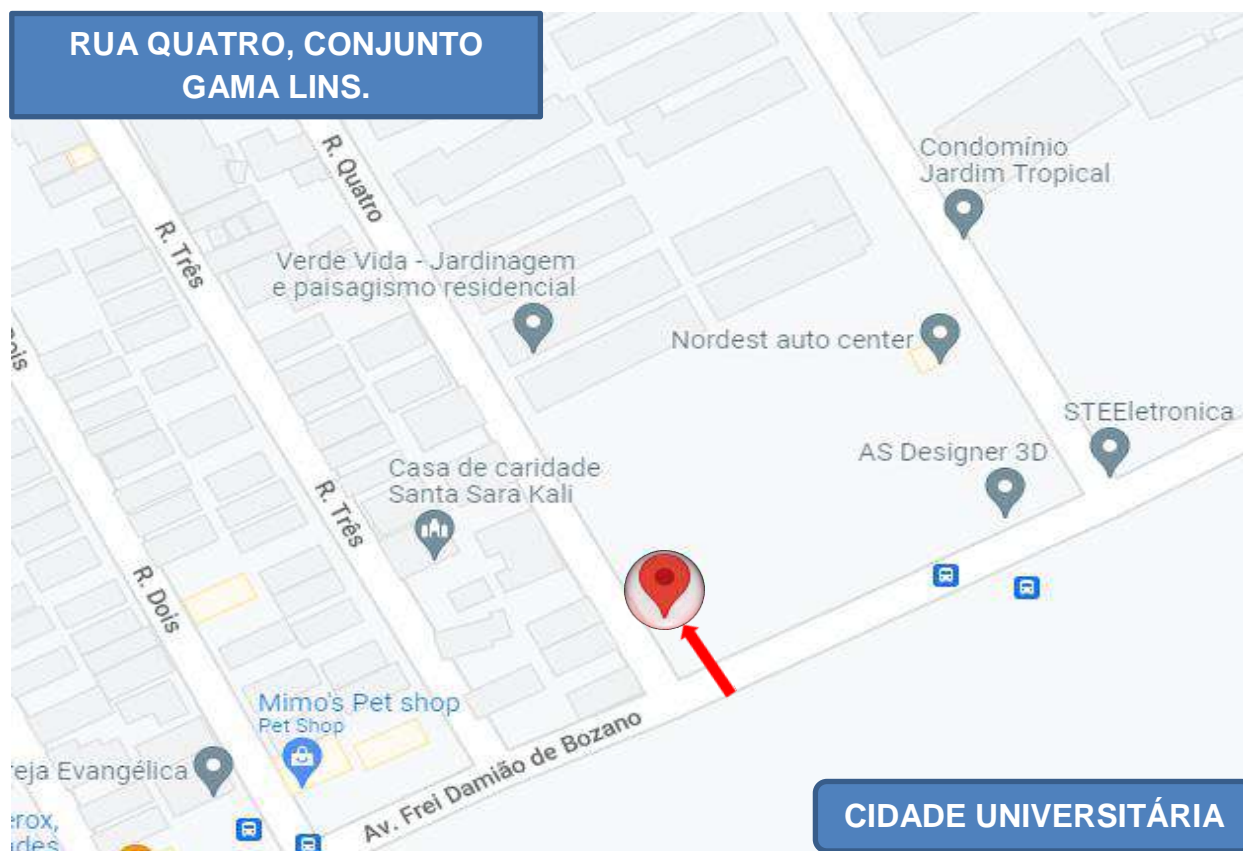 RUA QUATRO, CONJUNTO
GAMA LINS.
Condomínio
Jardim Tropical
R. Quatro
R. Três
Verde Vida - Jardinagem
e paisagismo residencial
Nordest auto center
STEEletronica
AS Designer 3D
Casa de caridade
Santa Sara Kali
R. Três
R. Dois
Mimo's Pet shop
Pet Shop
Av. Frei Damião de Bozano
Evangélica
CIDADE UNIVERSITÁRIA